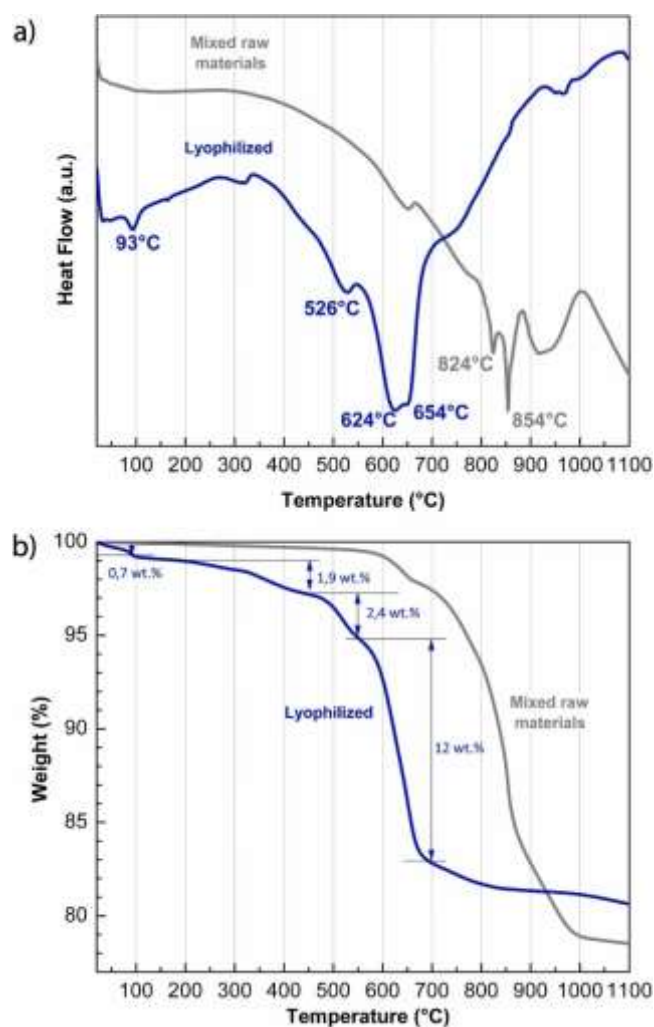 a)
Mixed raw
materials
Lyophilized
93°C
526°C
624°C
654°C
824°C
854°C
Heat Flow (a.u.)
100 200 300 400 500 600 700 800 900 1000 1100
Temperature (°C)
b)
100
95
90
85
80
0,7 wt.%
1,9 wt.%
2,4 wt.%
12 wt.%
Lyophilized
Mixed raw
materials
Weight (%)
100 200 300 400 500 600 700 800 900 1000 1100
Temperature (°C)